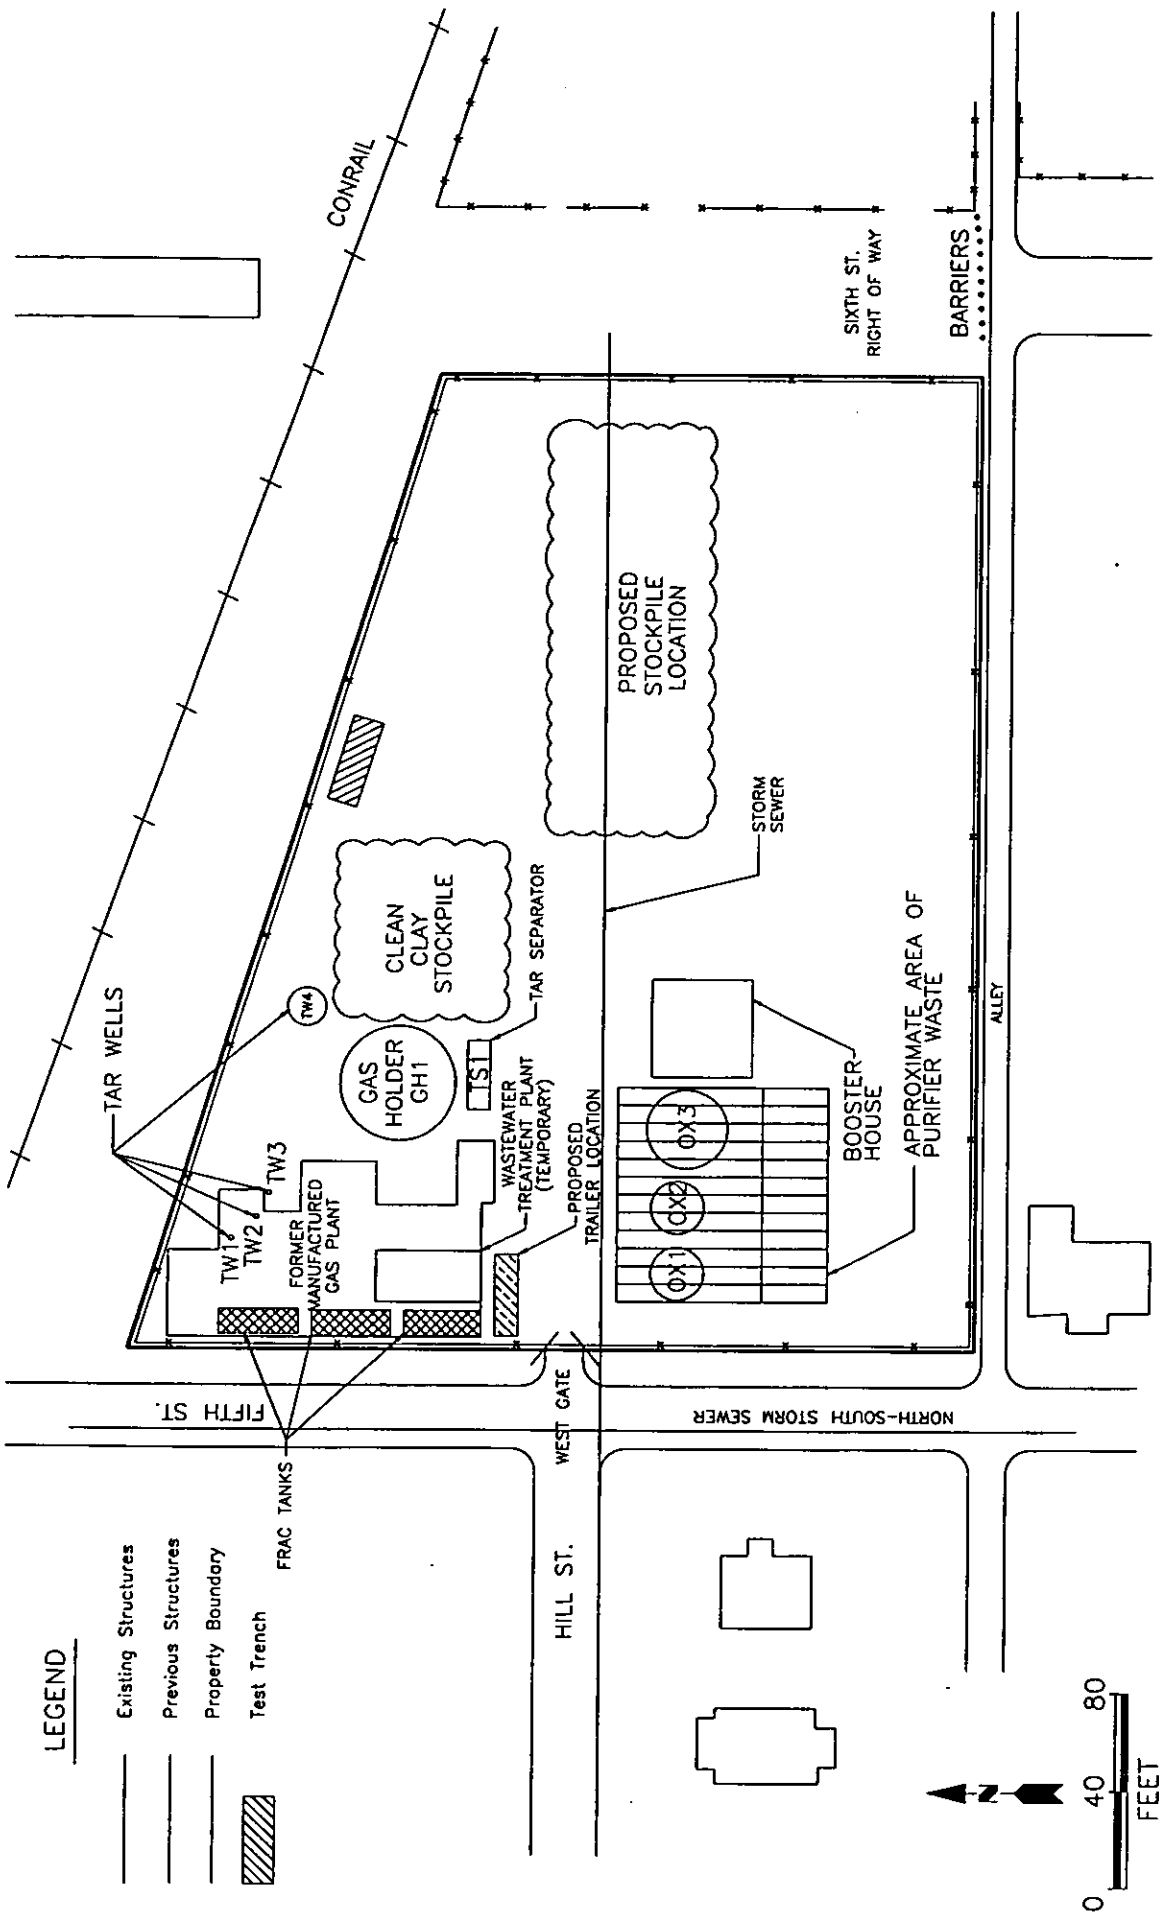 LEGEND
Existing Structures
Previous Structures
Property Boundary
Test Trench
TAR WELLS
CONRAIL
TW1
TW2
TW3
TW4
FORMER
MANUFACTURED
GAS PLANT
GAS
HOLDER
GH1
CLEAN
CLAY
STOCKPILE
TS1
TAR SEPARATOR
WASTEWATER
TREATMENT PLANT
(TEMPORARY)
PROPOSED
TRAILER LOCATION
FRAC TANKS
FIFTH ST.
HILL ST.
WEST GATE
NORTH-SOUTH STORM SEWER
PROPOSED
STOCKPILE
LOCATION
STORM
SEWER
OX1
OX2
OX3
BOOSTER
HOUSE
APPROXIMATE AREA OF
PURIFIER WASTE
SIXTH ST.
RIGHT OF WAY
BARRIERS
ALLEY
N
0 40 80
FEET